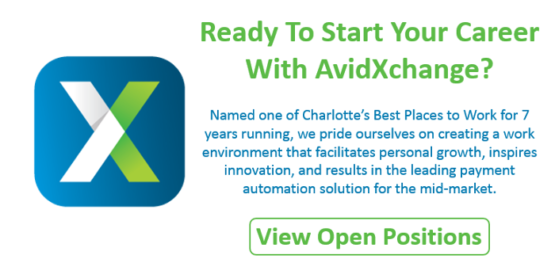 Ready To Start Your Career
With AvidXchange?
Named one of Charlotte's Best Places to Work for 7
years running, we pride ourselves on creating a work
environment that facilitates personal growth, inspires
innovation, and results in the leading payment
automation solution for the mid-market.
View Open Positions